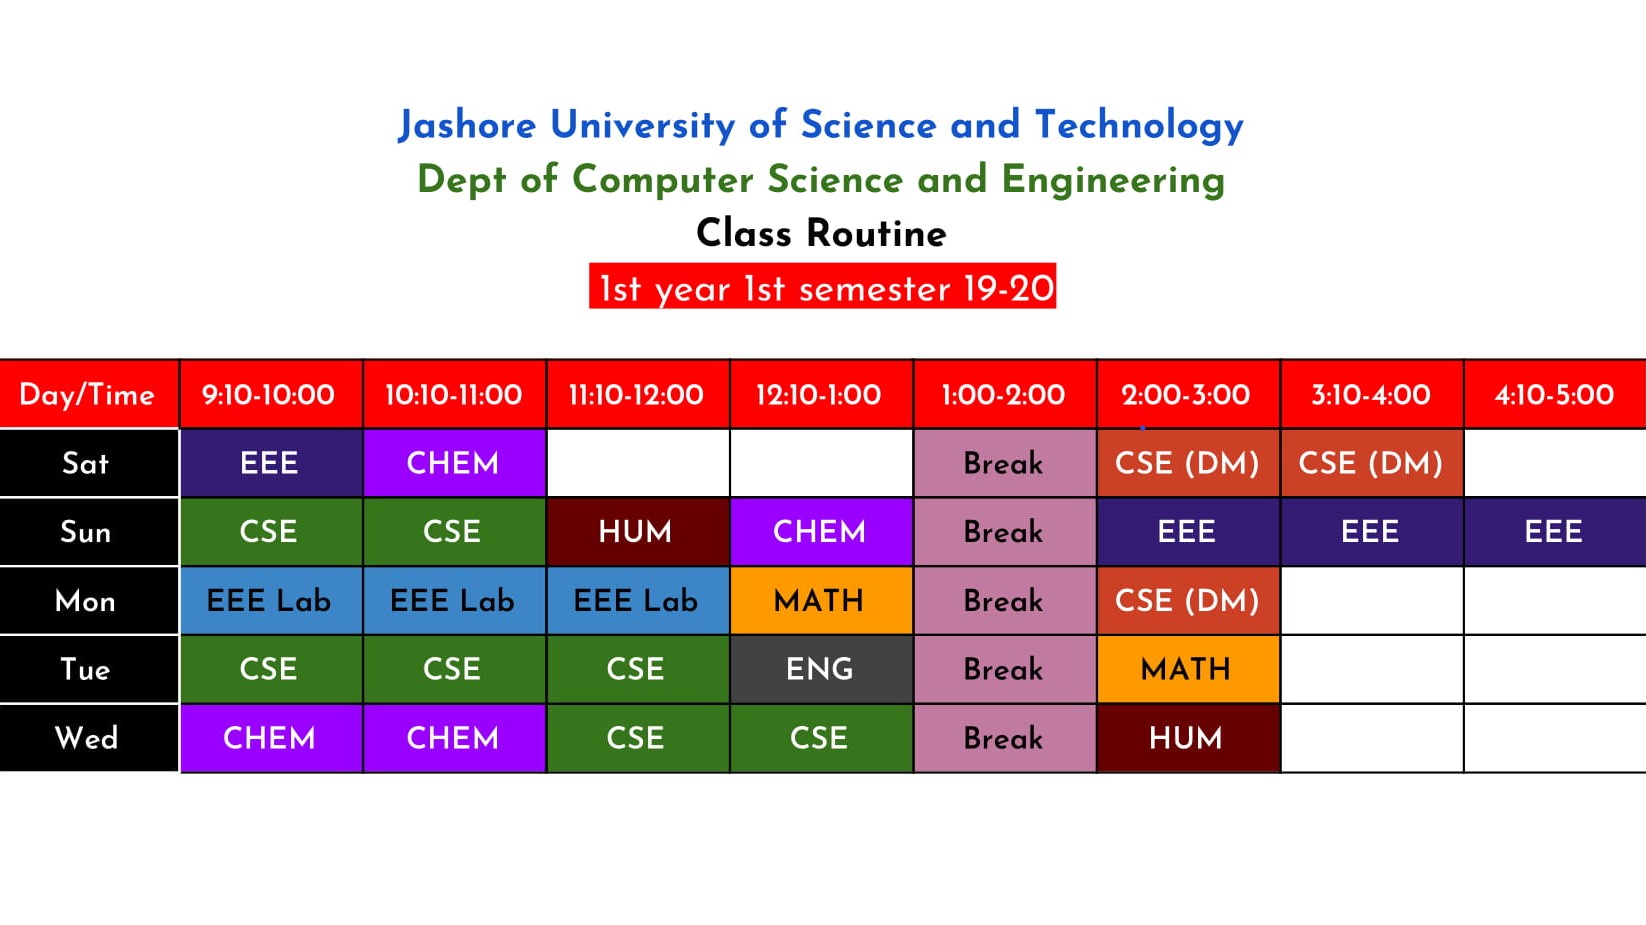 Jashore University of Science and Technology
Dept of Computer Science and Engineering
Class Routine
1st year 1st semester 19-20
Day/Time 9:10-10:00 10:10-11:00 11:10-12:00 12:10-1:00 1:00-2:00 2:00-3:00 3:10-4:00 4:10-5:00
Sat EEE CHEM Break CSE (DM) CSE (DM)
Sun CSE CSE HUM CHEM Break EEE EEE EEE
Mon EEE Lab EEE Lab EEE Lab MATH Break CSE (DM)
Tue CSE CSE CSE ENG Break MATH
Wed CHEM CHEM CSE CSE Break HUM